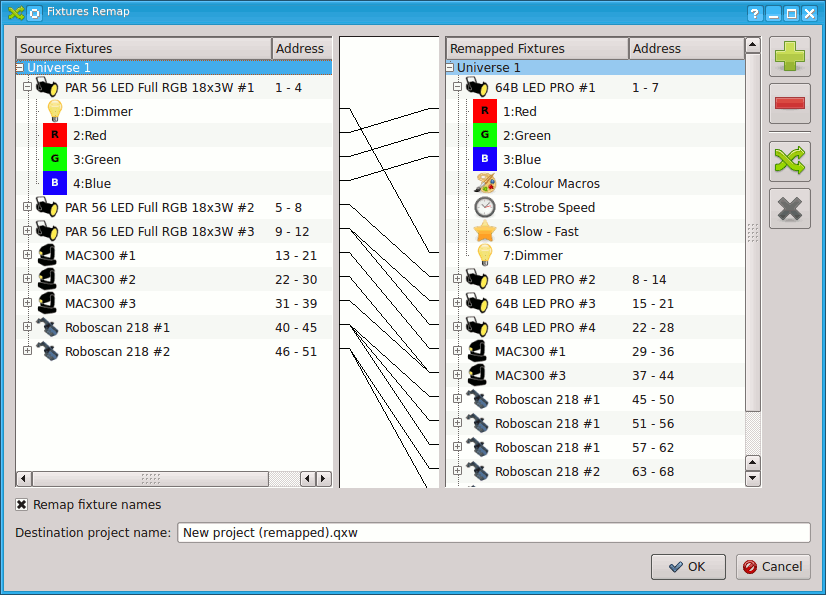 Fixtures Remap
?
Source Fixtures Address
Universe 1
PAR 56 LED Full RGB 18x3W #1 1 - 4
1:Dimmer
R 2:Red
G 3:Green
B 4:Blue
PAR 56 LED Full RGB 18x3W #2 5 - 8
PAR 56 LED Full RGB 18x3W #3 9 - 12
MAC300 #1 13 - 21
MAC300 #2 22 - 30
MAC300 #3 31 - 39
Roboscan 218 #1 40 - 45
Roboscan 218 #2 46 - 51
Remapped Fixtures Address
Universe 1
64B LED PRO #1 1 - 7
R 1:Red
G 2:Green
B 3:Blue
4:Colour Macros
5:Strobe Speed
6:Slow - Fast
7:Dimmer
64B LED PRO #2 8 - 14
64B LED PRO #3 15 - 21
64B LED PRO #4 22 - 28
MAC300 #1 29 - 36
MAC300 #3 37 - 44
Roboscan 218 #1 45 - 50
Roboscan 218 #1 51 - 56
Roboscan 218 #1 57 - 62
Roboscan 218 #2 63 - 68
Remap fixture names
Destination project name: New project (remapped).qxw
OK Cancel